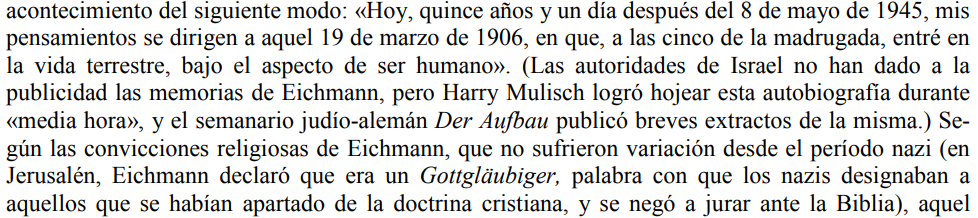 acontecimiento del siguiente modo: «Hoy, quince años y un día después del 8 de mayo de 1945, mis
pensamientos se dirigen a aquel 19 de marzo de 1906, en que, a las cinco de la madrugada, entré en
la vida terrestre, bajo el aspecto de ser humano». (Las autoridades de Israel no han dado a la
publicidad las memorias de Eichmann, pero Harry Mulisch logró hojear esta autobiografía durante
«media hora», y el semanario judío-alemán Der Aufbau publicó breves extractos de la misma.) Se-
gún las convicciones religiosas de Eichmann, que no sufrieron variación desde el período nazi (en
Jerusalén, Eichmann declaró que era un Gottgläubiger, palabra con que los nazis designaban a
aquellos que se habían apartado de la doctrina cristiana, y se negó a jurar ante la Biblia), aquel